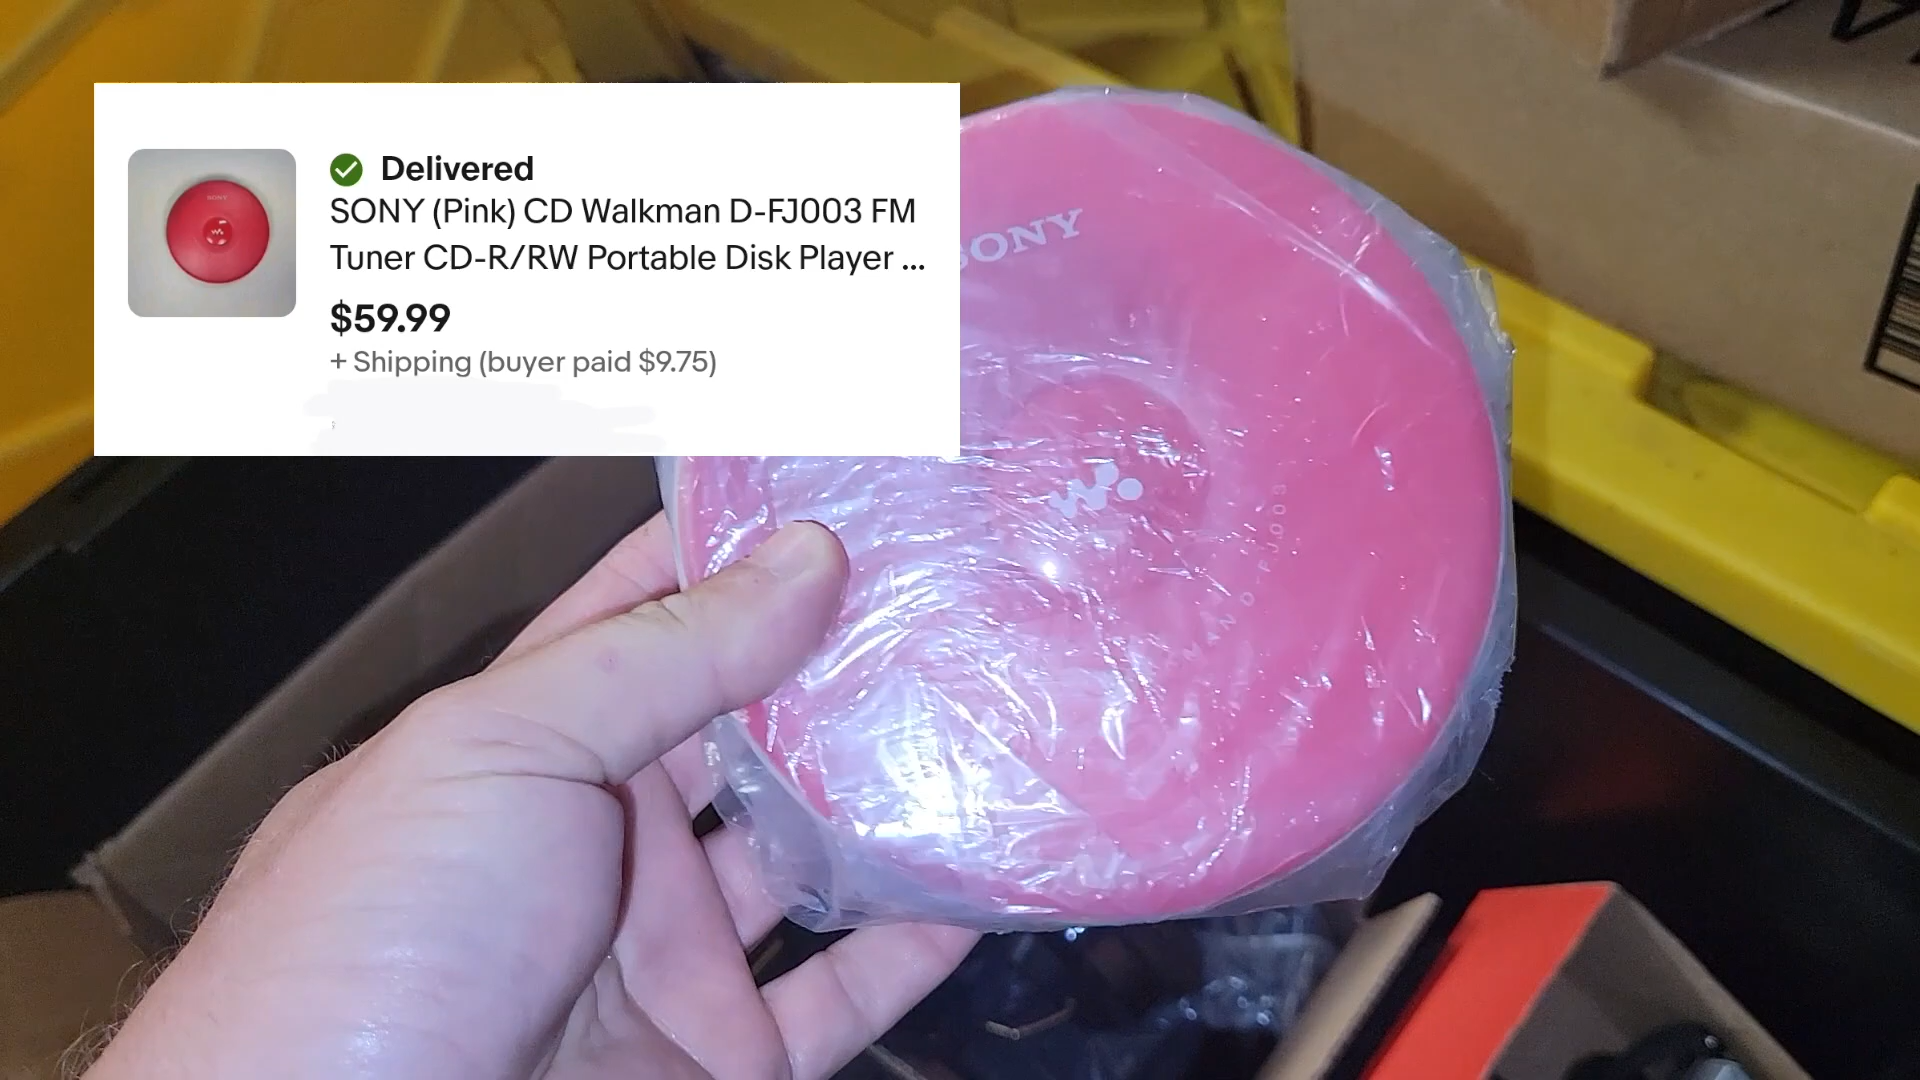 Delivered
SONY (Pink) CD Walkman D-FJ003 FM
Tuner CD-R/RW Portable Disk Player ...
$59.99
+ Shipping (buyer paid $9.75)
SONY
SONY